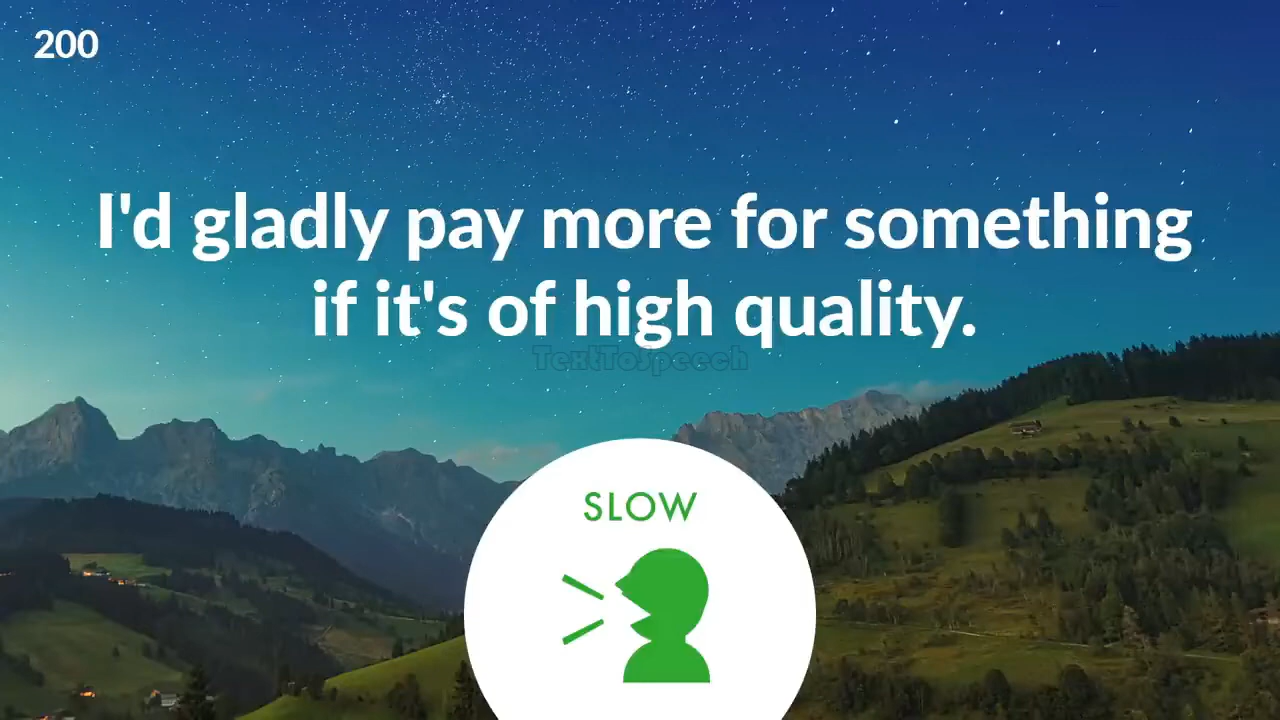 200
I'd gladly pay more for something
if it's of high quality.
TextToSpeech
SLOW